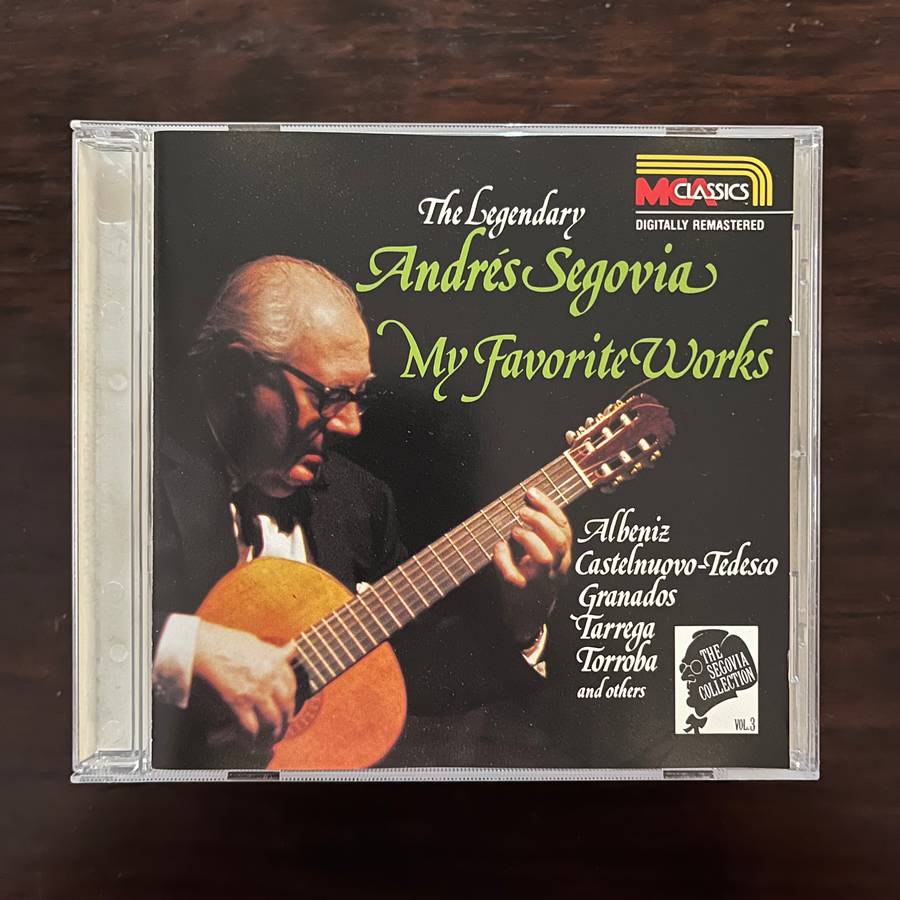 MCA CLASSICS
DIGITALLY REMASTERED
The Legendary
Andrés Segovia
My Favorite Works
Albeniz
Castelnuovo-Tedesco
Granados
Tarrega
Torroba
and others
THE
SEGOVIA
COLLECTION
VOL.3